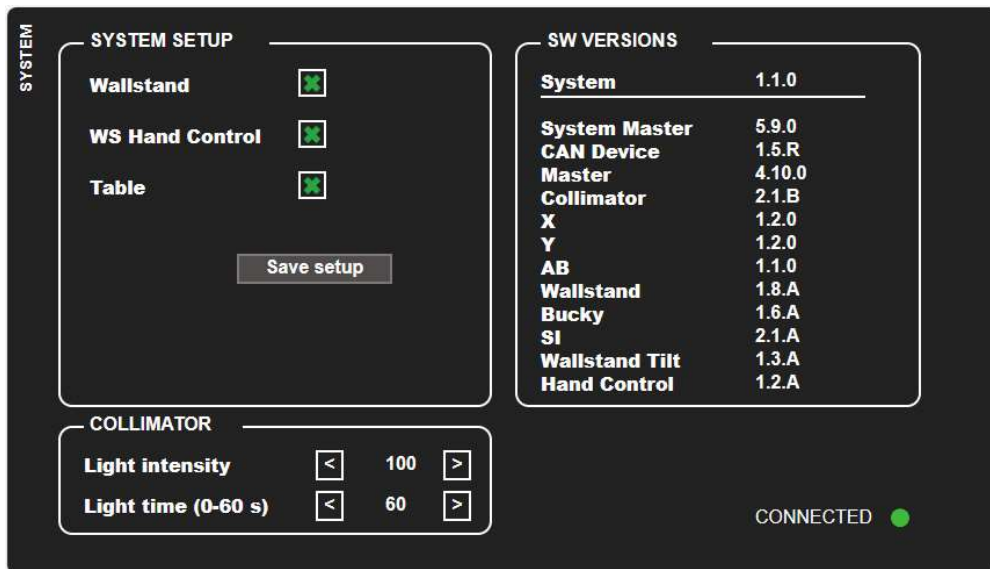 SYSTEM
SYSTEM SETUP
Wallstand
WS Hand Control
Table
Save setup
SW VERSIONS
System 1.1.0
System Master 5.9.0
CAN Device 1.5.R
Master 4.10.0
Collimator 2.1.B
X 1.2.0
Y 1.2.0
AB 1.1.0
Wallstand 1.8.A
Bucky 1.6.A
SI 2.1.A
Wallstand Tilt 1.3.A
Hand Control 1.2.A
COLLIMATOR
Light intensity < 100 >
Light time (0-60 s) < 60 >
CONNECTED